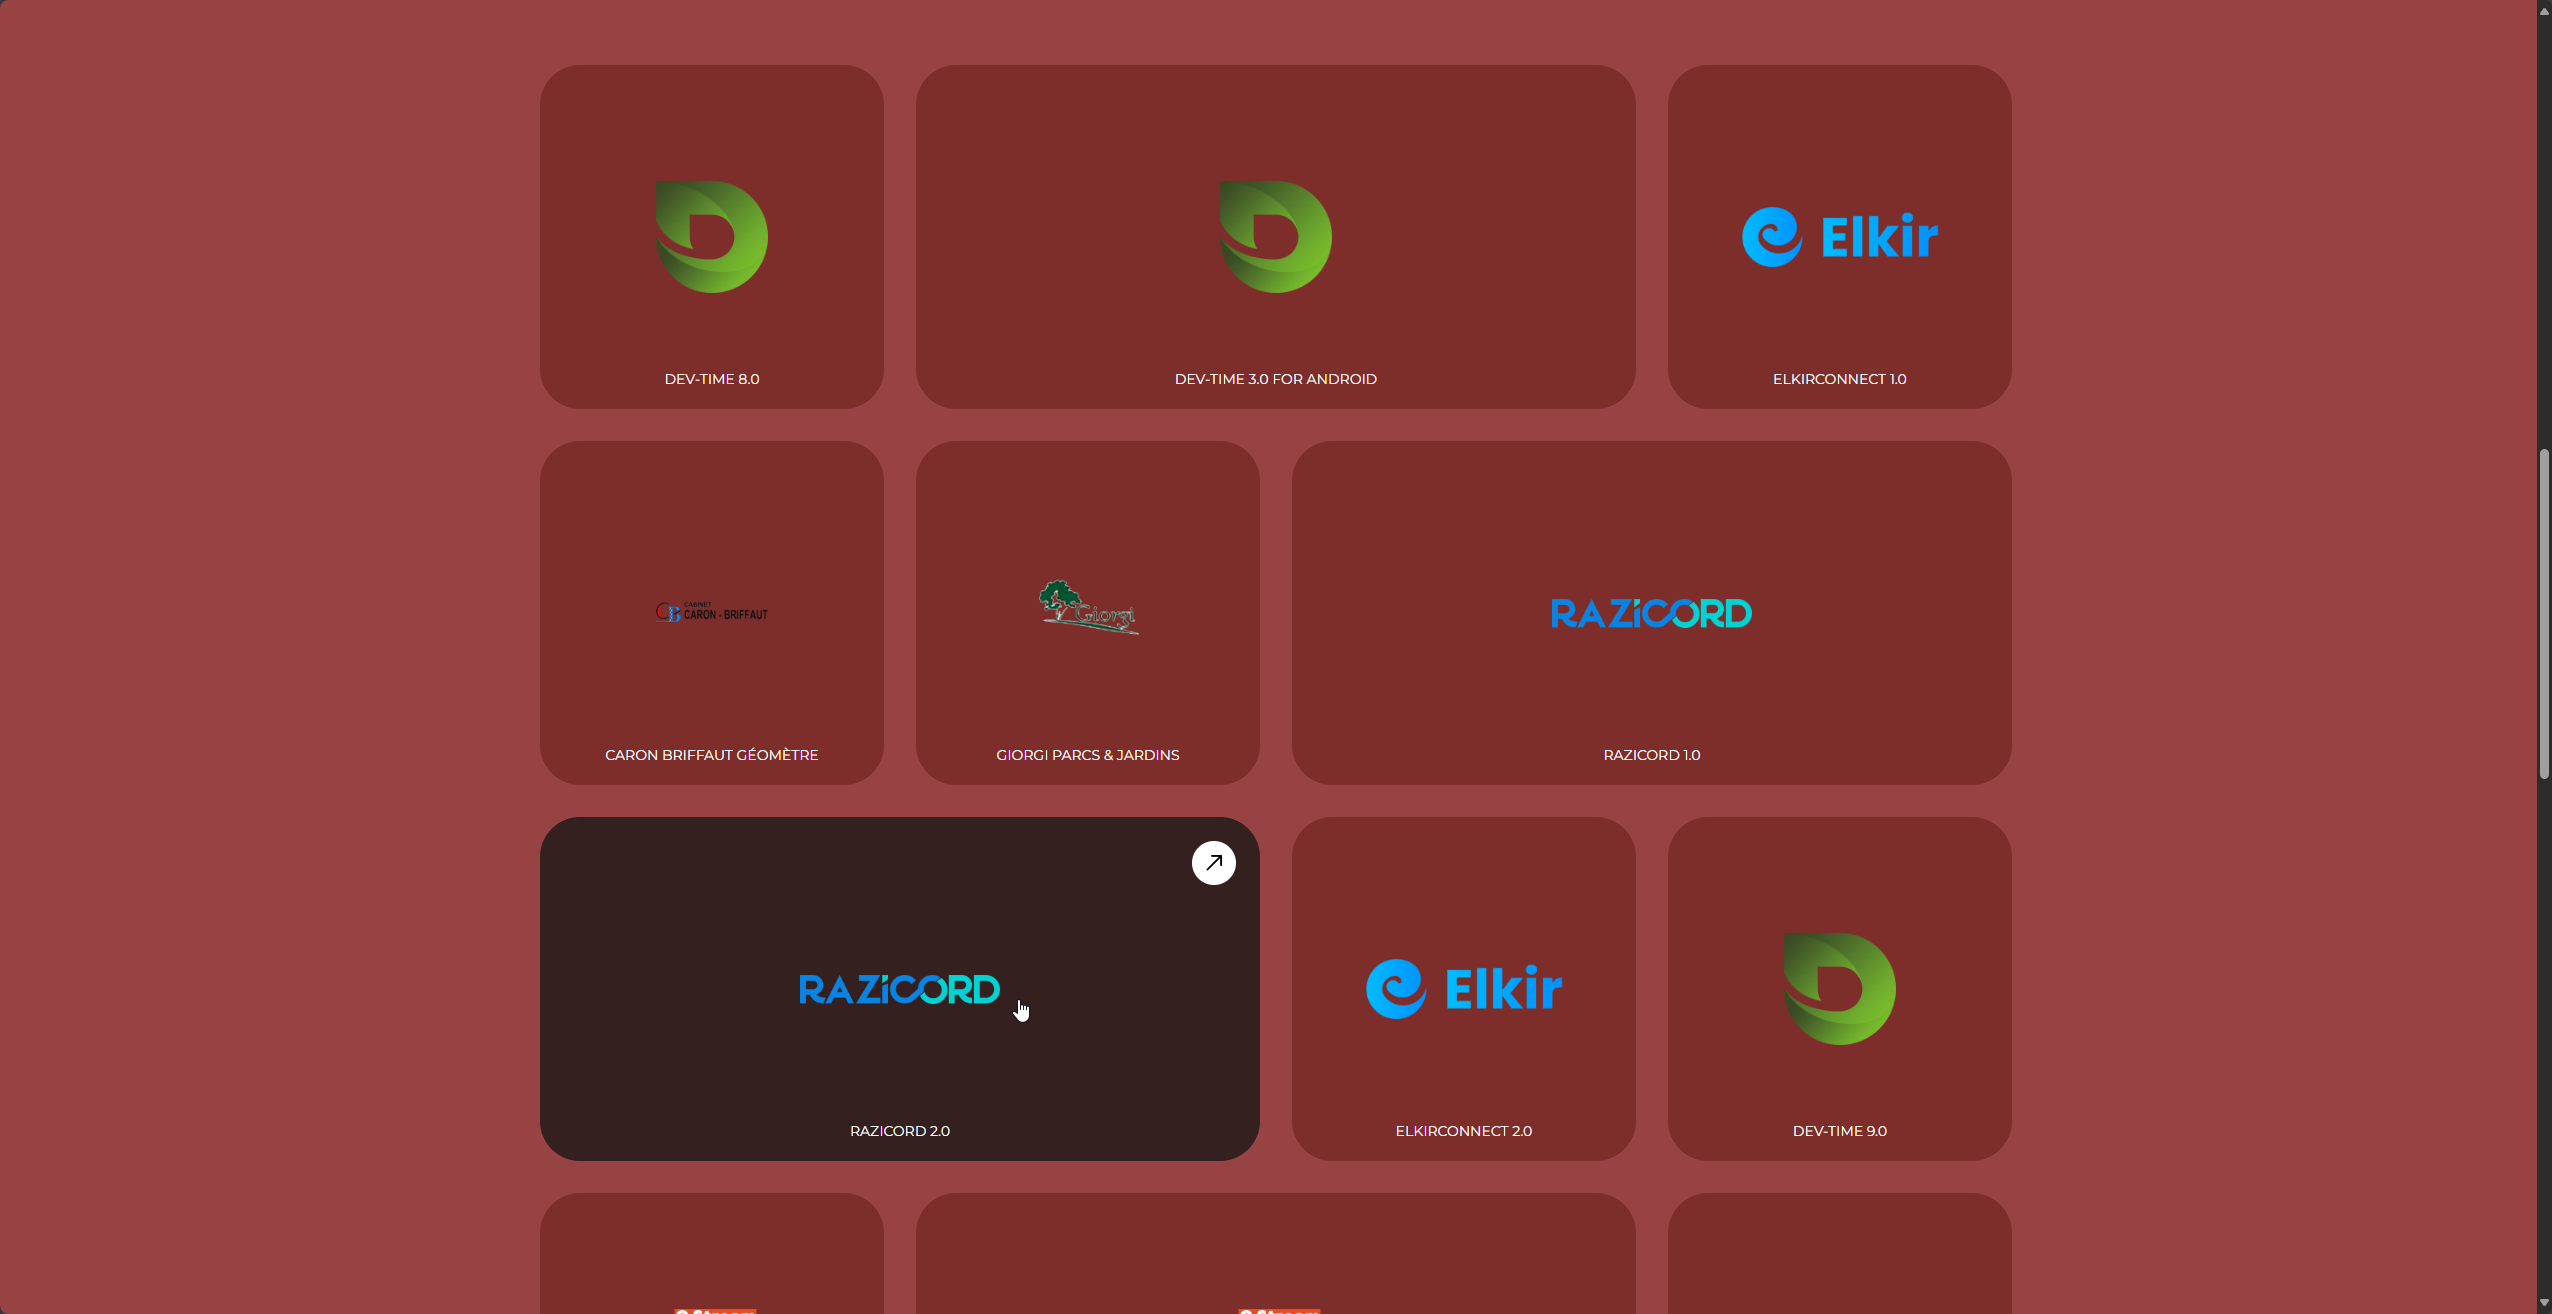 Elkir
DEV-TIME 8.0
DEV-TIME 3.0 FOR ANDROID
ELKIRCONNECT 1.0
CABINET
CARON - BRIFFAUT
Giorgi
RAZICORD
CARON BRIFFAUT GÉOMÈTRE
GIORGI PARCS & JARDINS
RAZICORD 1.0
RAZICORD
Elkir
RAZICORD 2.0
ELKIRCONNECT 2.0
DEV-TIME 9.0